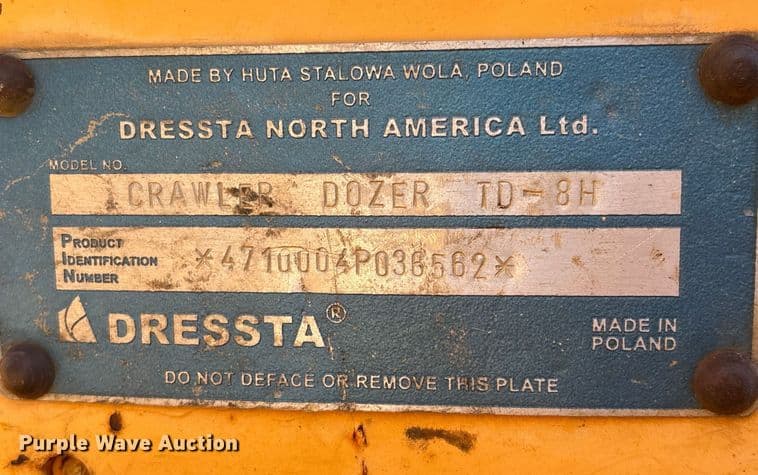 MADE BY HUTA STALOWA WOLA, POLAND
FOR
DRESSTA NORTH AMERICA Ltd.
MODEL NO.
CRAWLER DOZER TD-8H
PRODUCT
IDENTIFICATION
NUMBER
*4710004P036562*
DRESSTA®
MADE IN
POLAND
DO NOT DEFACE OR REMOVE THIS PLATE
Purple Wave Auction